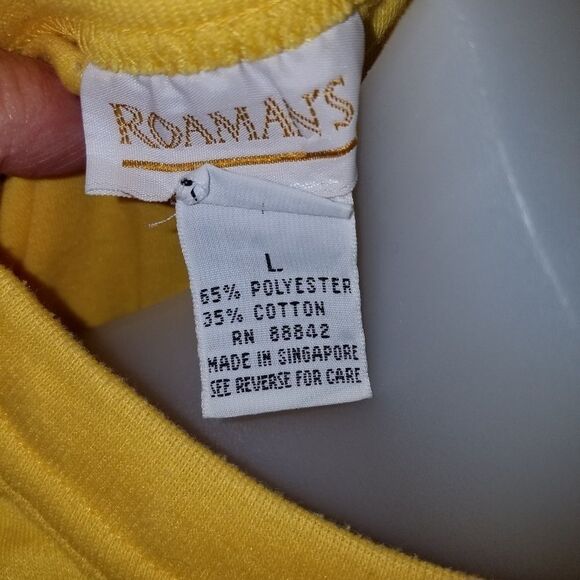 ROAMAN'S
L
65% POLYESTER
35% COTTON
RN 88842
MADE IN SINGAPORE
SEE REVERSE FOR CARE